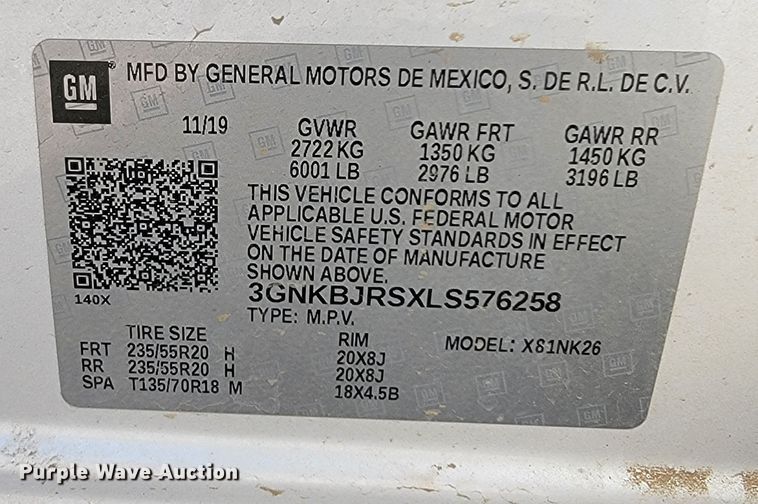 GM MFD BY GENERAL MOTORS DE MEXICO, S. DE R.L. DE C.V.
11/19 GVWR GAWR FRT GAWR RR
2722 KG 1350 KG 1450 KG
6001 LB 2976 LB 3196 LB
THIS VEHICLE CONFORMS TO ALL
APPLICABLE U.S. FEDERAL MOTOR
VEHICLE SAFETY STANDARDS IN EFFECT
ON THE DATE OF MANUFACTURE
SHOWN ABOVE.
140X
3GNKBJRSXLS576258
TYPE: M.P.V.
TIRE SIZE RIM MODEL: X81NK26
FRT 235/55R20 H 20X8J
RR 235/55R20 H 20X8J
SPA T135/70R18 M 18X4.5B
Purple Wave Auction